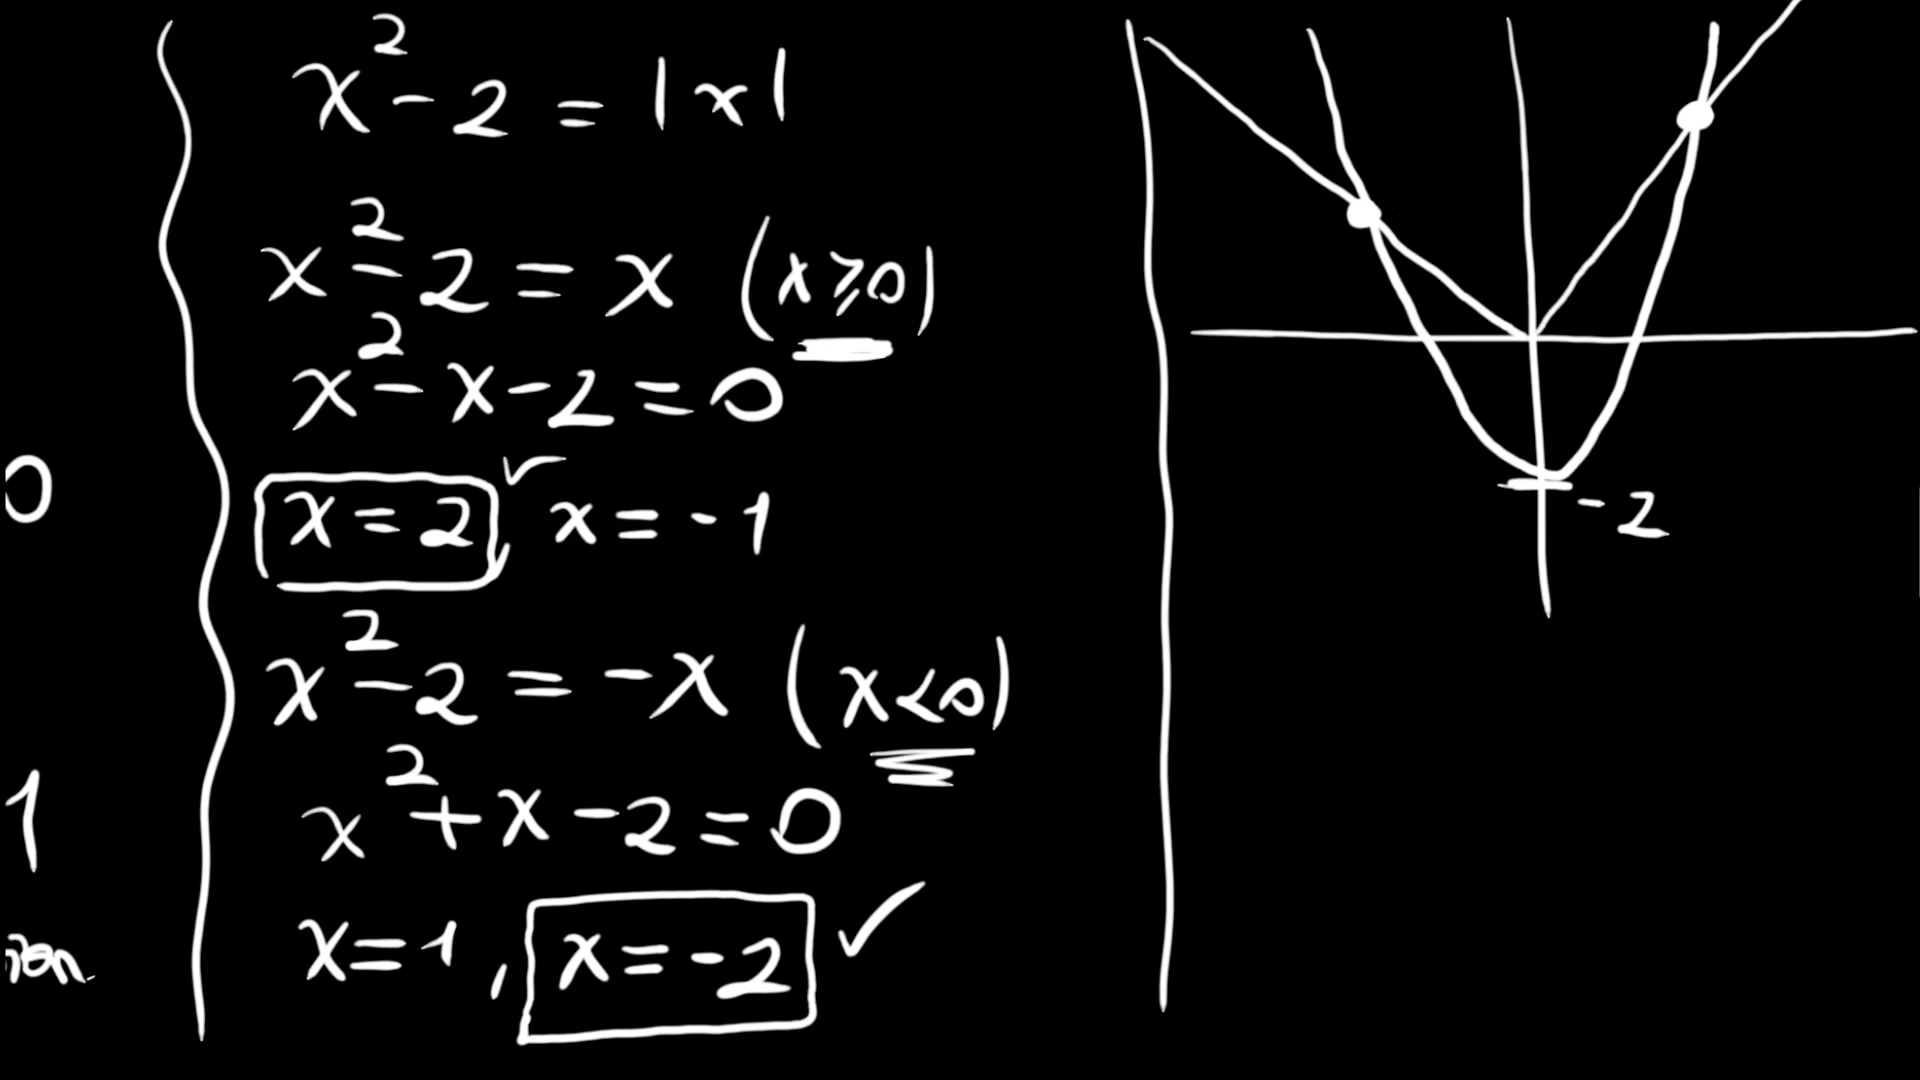 x² - 2 = |x|
x² - 2 = x (x ≥ 0)
x² - x - 2 = 0
x = 2 ✓, x = -1
x² - 2 = -x (x < 0)
x² + x - 2 = 0
x = 1, x = -2 ✓
0
1
-2